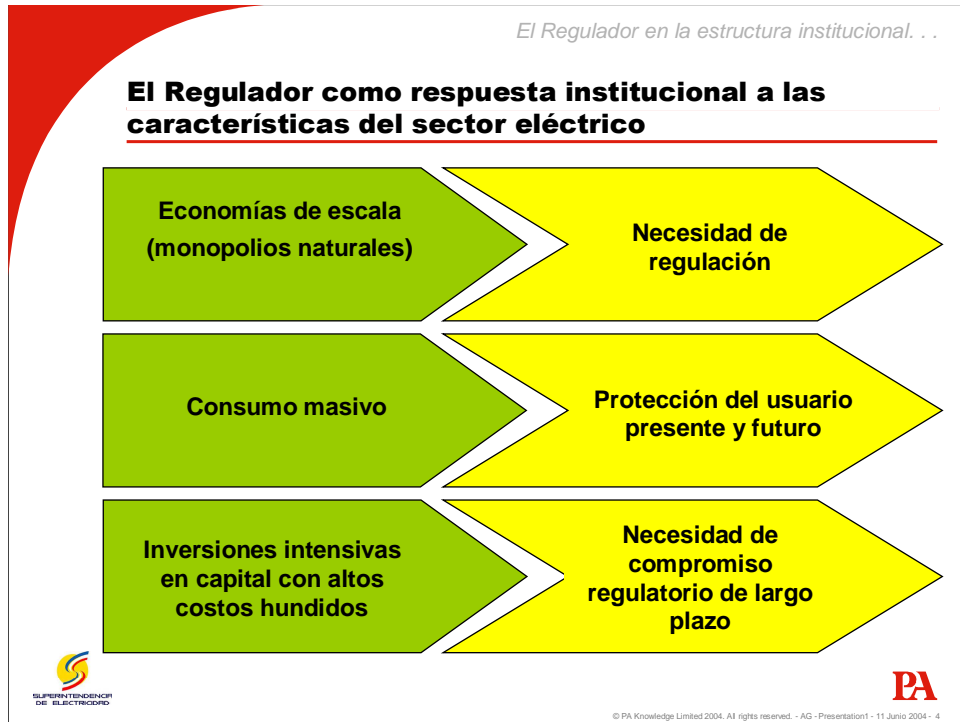 El Regulador en la estructura institucional. . .
El Regulador como respuesta institucional a las
características del sector eléctrico
Economías de escala
(monopolios naturales)
Necesidad de
regulación
Consumo masivo
Protección del usuario
presente y futuro
Inversiones intensivas
en capital con altos
costos hundidos
Necesidad de
compromiso
regulatorio de largo
plazo
SUPERINTENDENCIA
DE ELECTRICIDAD
PA
© PA Knowledge Limited 2004. All rights reserved. - AG - Presentation1 - 11 Junio 2004 - 4